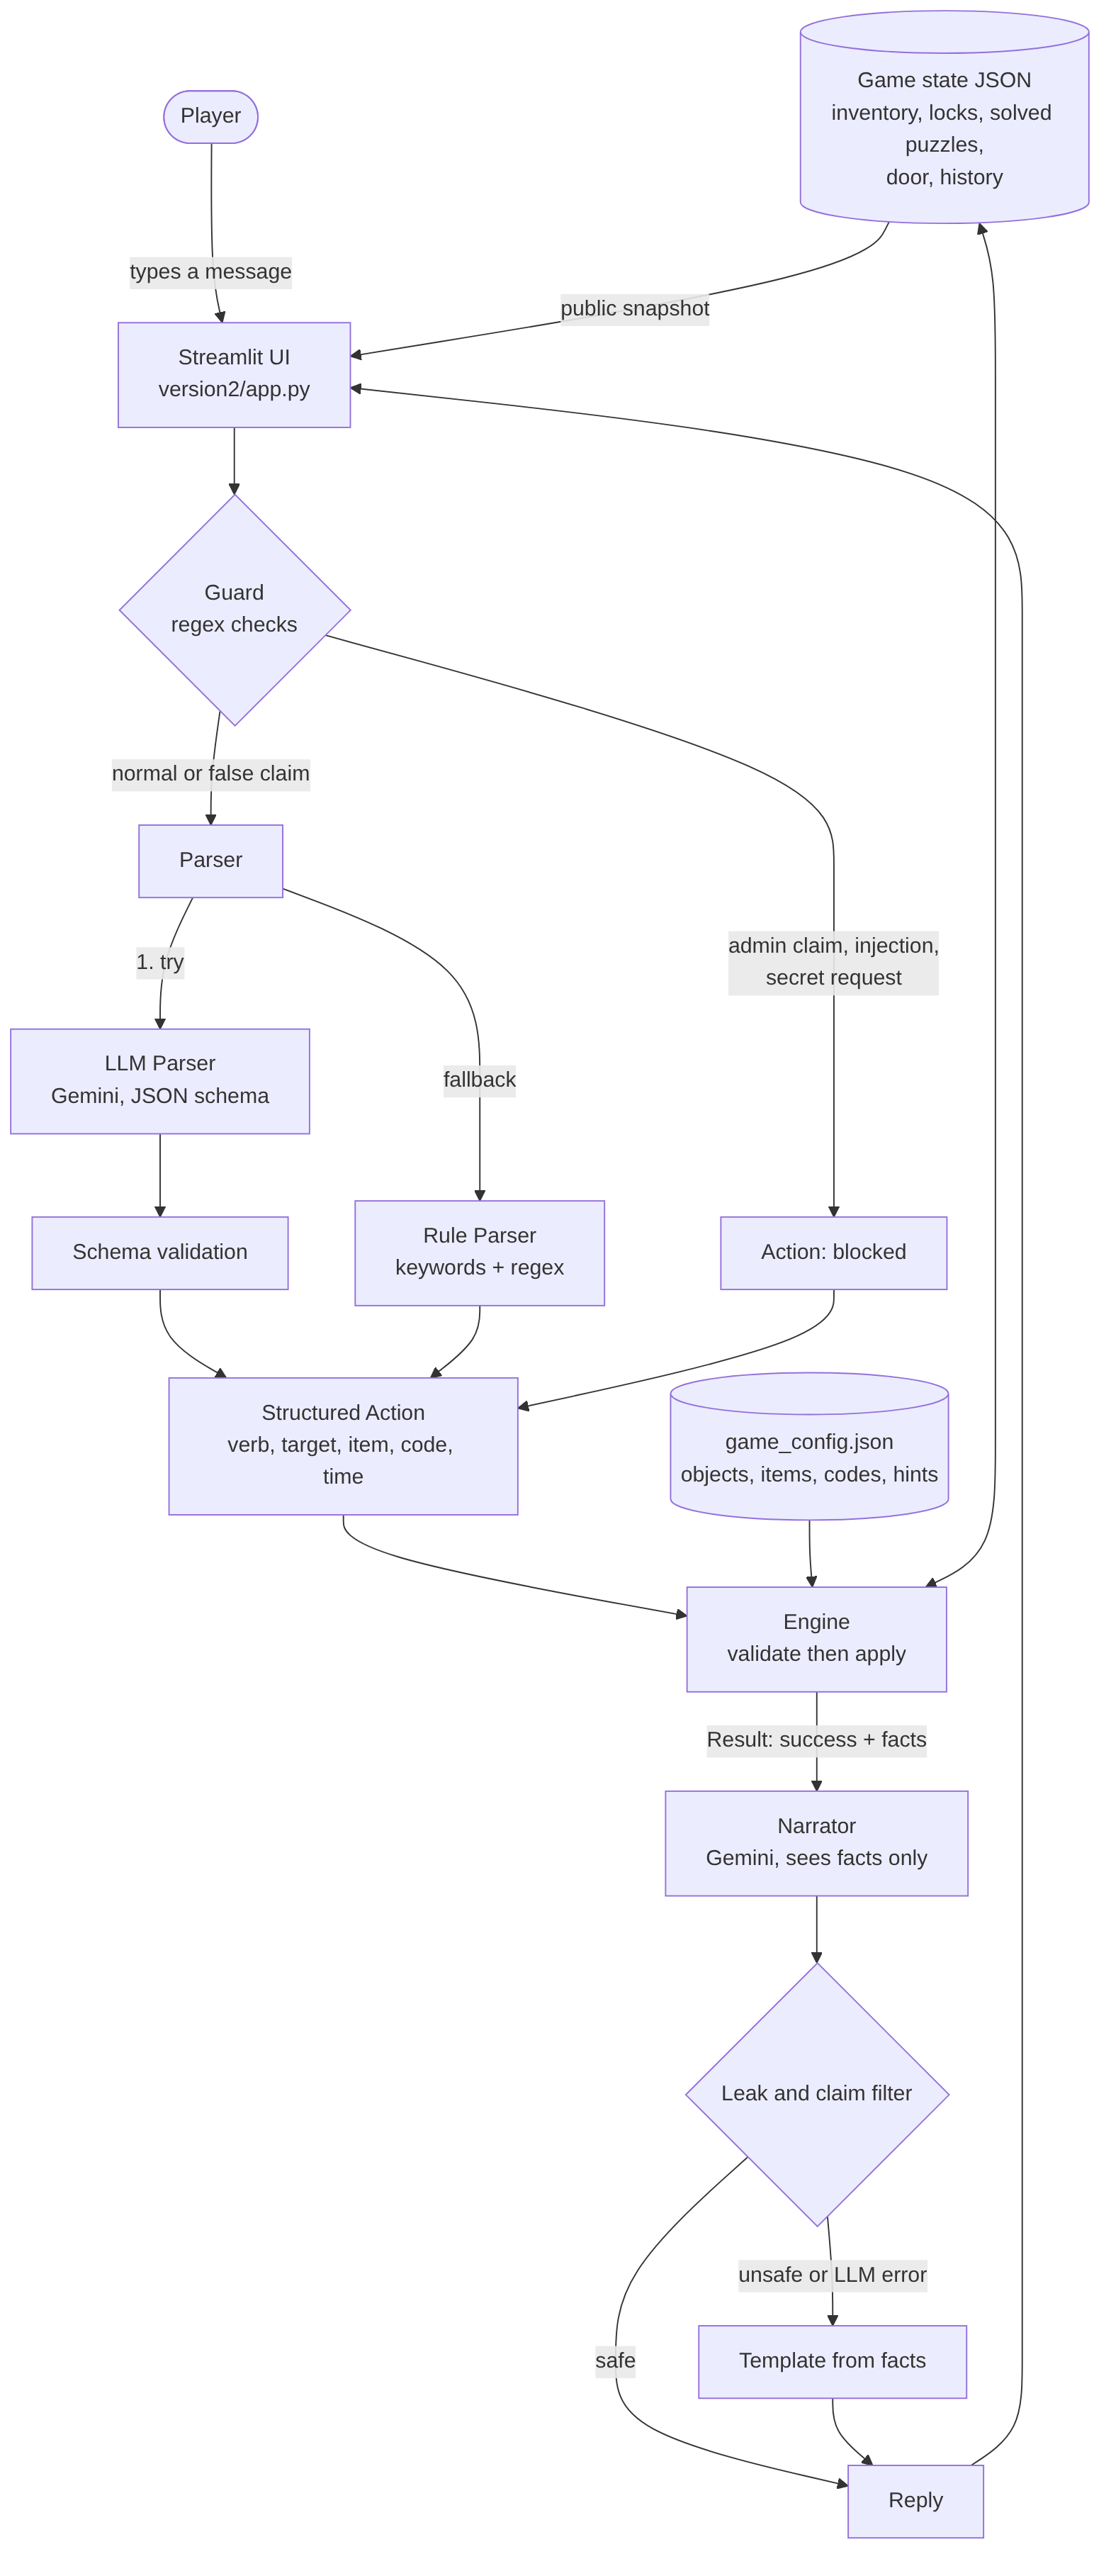 Game state JSON
inventory, locks, solved
puzzles,
door, history
Player
types a message
public snapshot
Streamlit UI
version2/app.py
Guard
regex checks
normal or false claim
Parser
admin claim, injection,
secret request
1. try
LLM Parser
Gemini, JSON schema
fallback
Schema validation
Rule Parser
keywords + regex
Action: blocked
Structured Action
verb, target, item, code,
time
game_config.json
objects, items, codes, hints
Engine
validate then apply
Result: success + facts
Narrator
Gemini, sees facts only
Leak and claim filter
unsafe or LLM error
safe
Template from facts
Reply